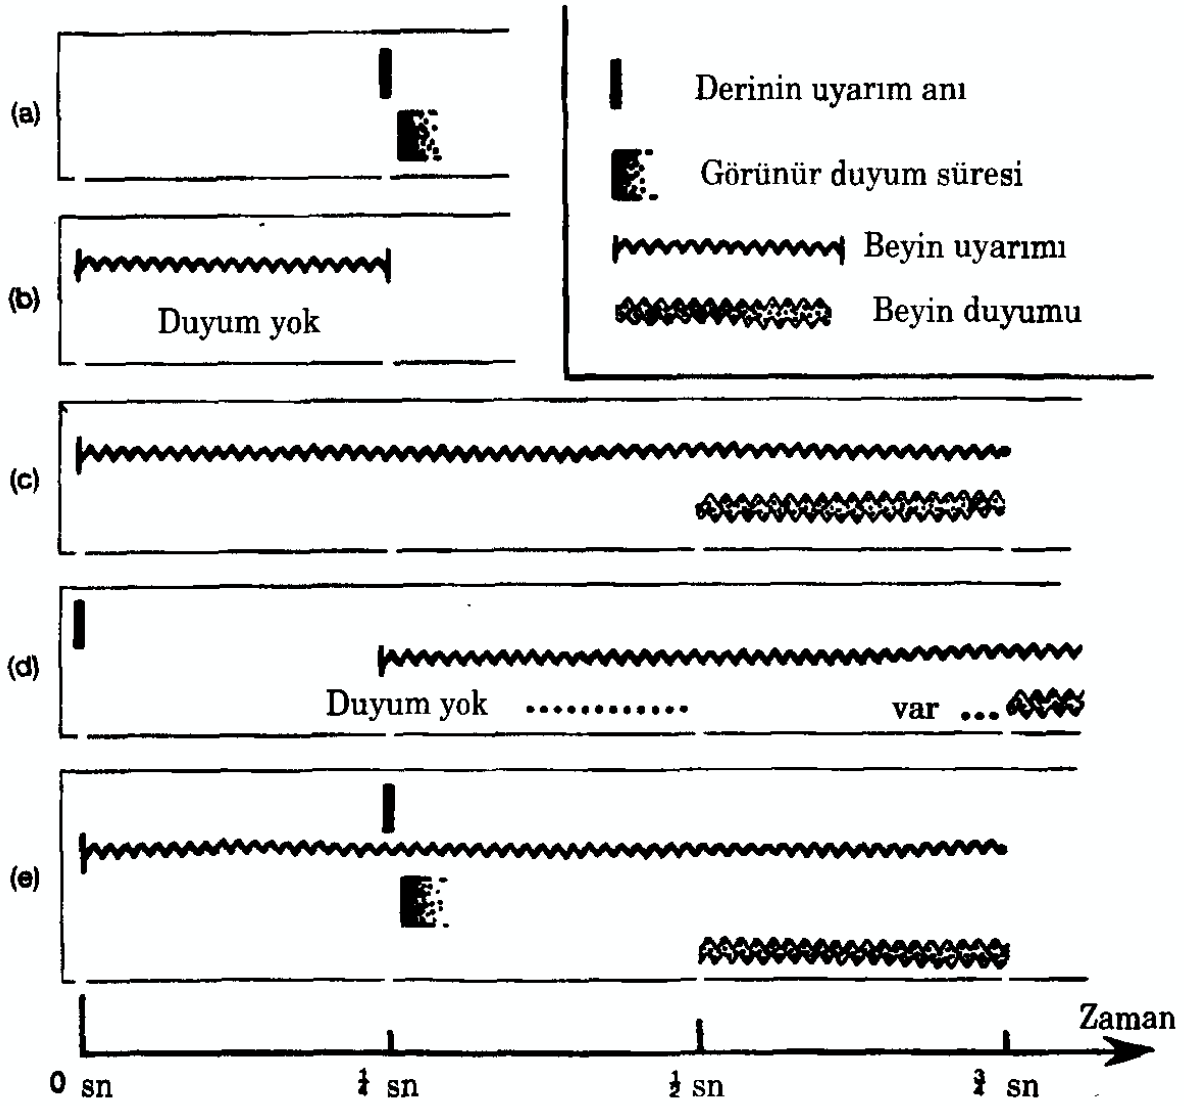 (a)
Derinin uyarım anı
Görünür duyum süresi
Beyin uyarımı
Beyin duyumu
(b)
Duyum yok
(c)
(d)
Duyum yok ............ var ...
(e)
Zaman
0 sn ¼ sn ½ sn ¾ sn